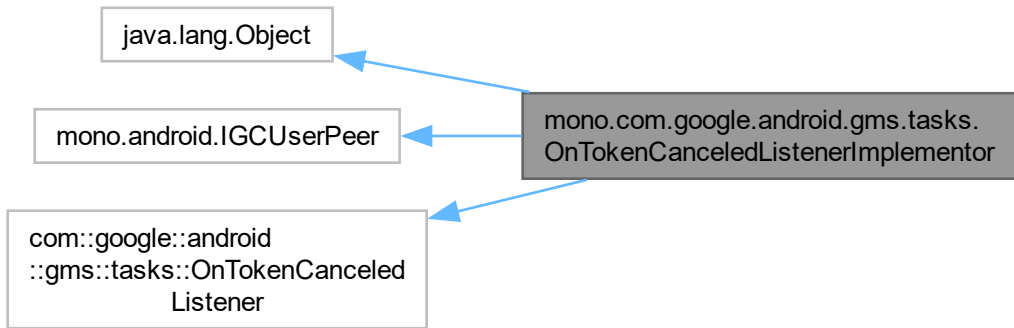 java.lang.Object
mono.android.IGCUserPeer
com::google::android
::gms::tasks::OnTokenCanceled
Listener
mono.com.google.android.gms.tasks.
OnTokenCanceledListenerImplementor